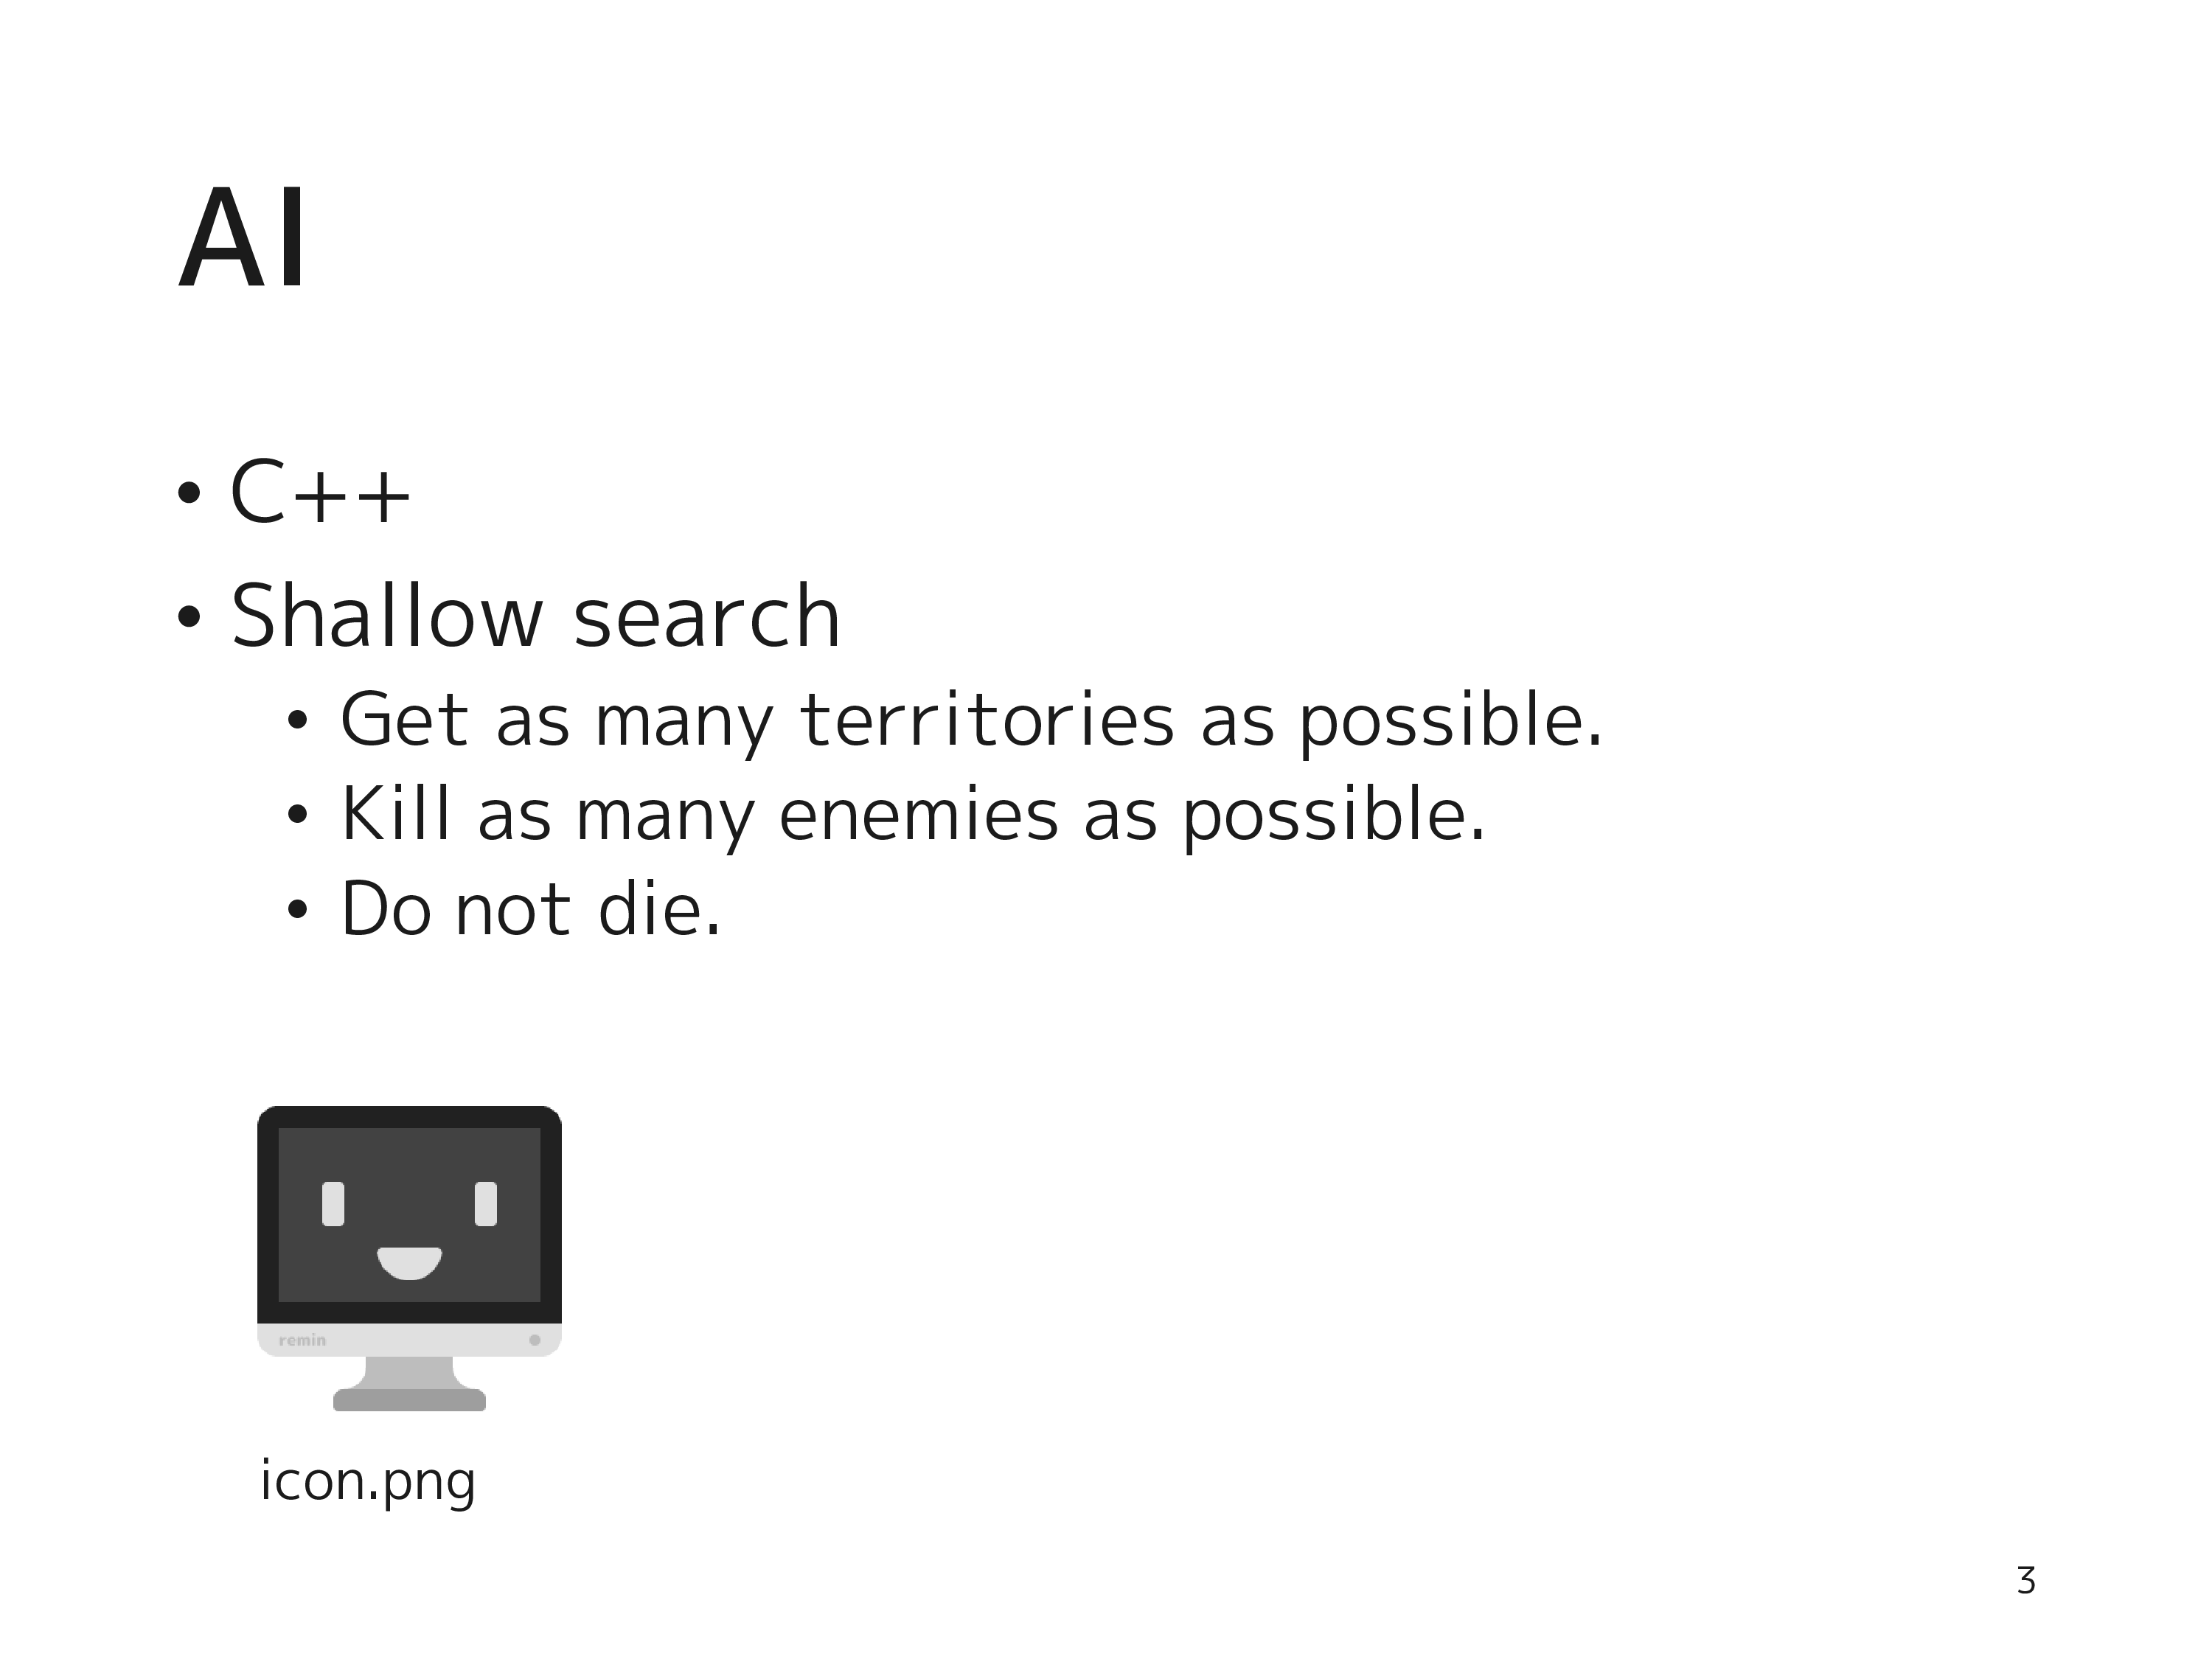 AI
• C++
• Shallow search
• Get as many territories as possible.
• Kill as many enemies as possible.
• Do not die.
remin
icon.png
3